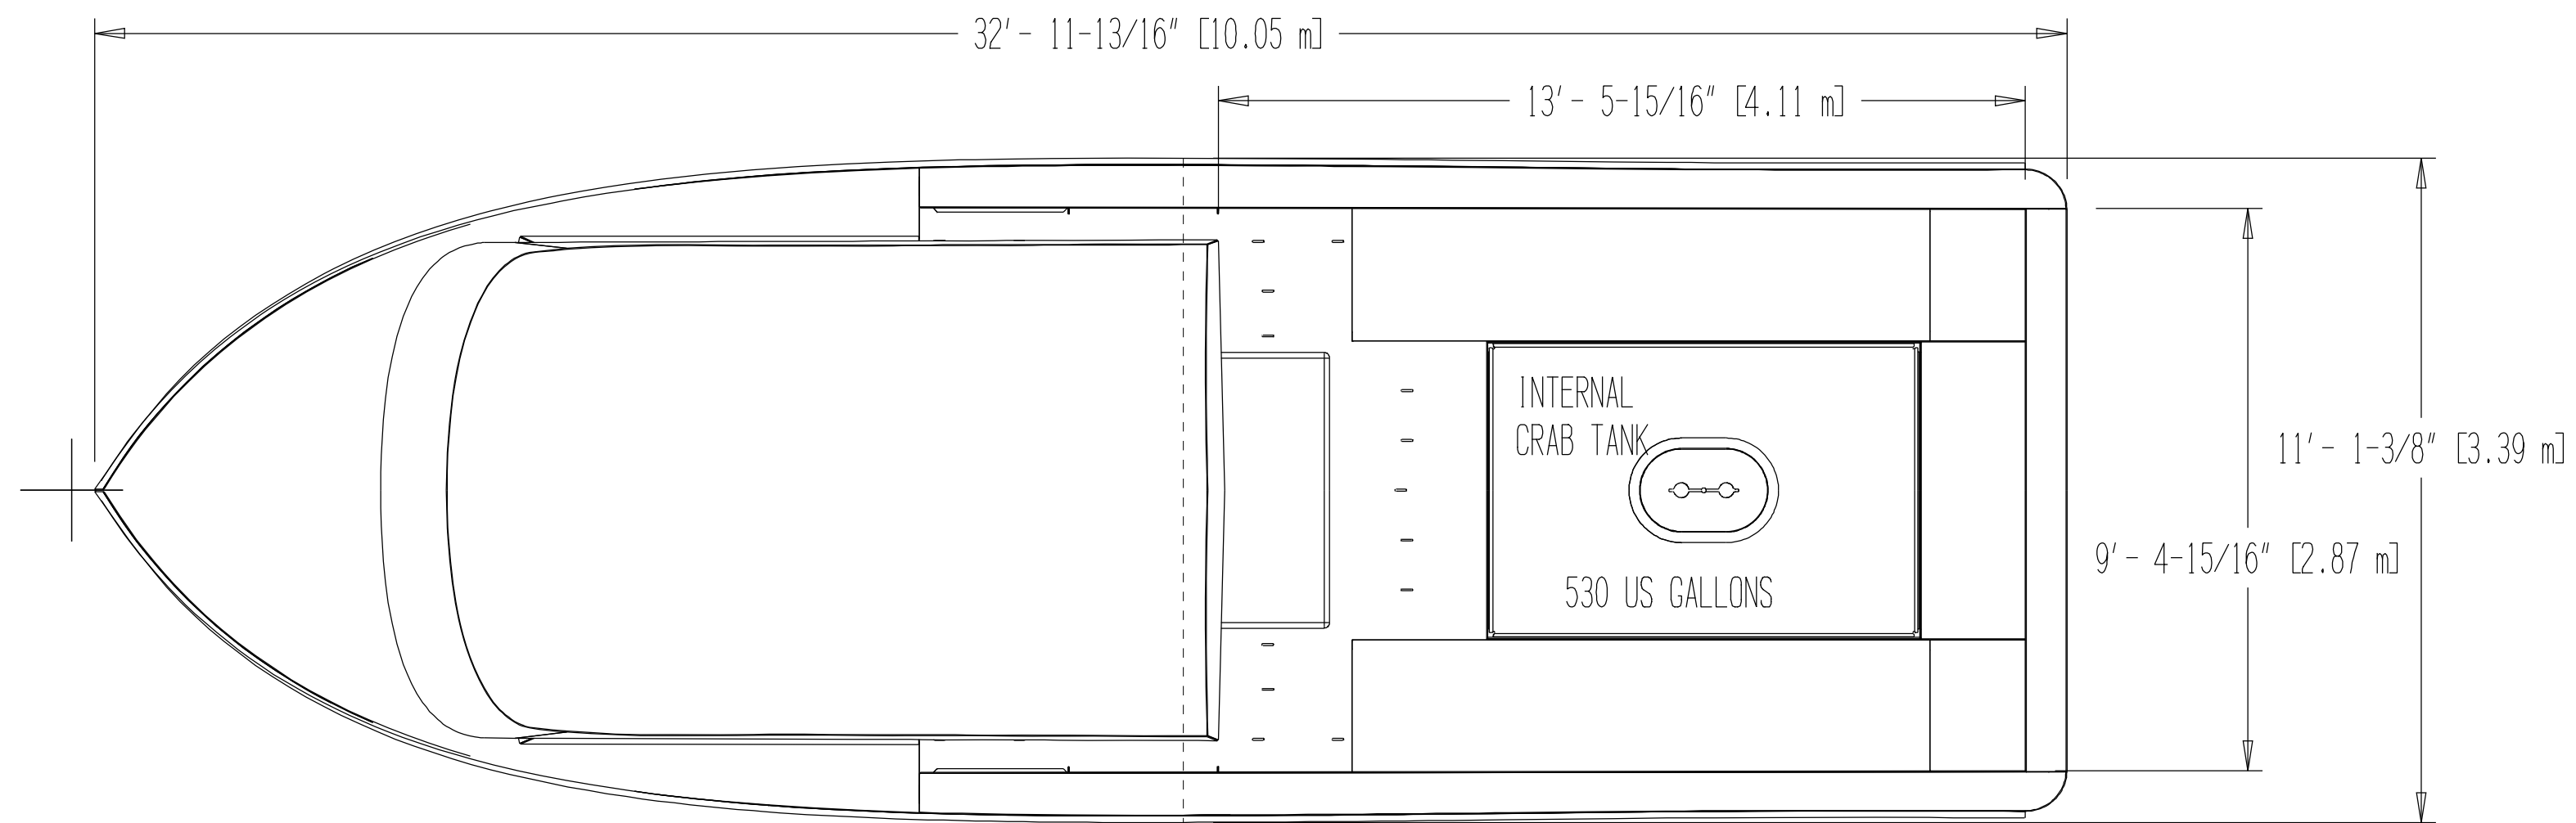 32'- 11-13/16" [10.05 m]
13'- 5-15/16" [4.11 m]
INTERNAL
CRAB TANK
11'- 1-3/8" [3.39 m]
9'- 4-15/16" [2.87 m]
530 US GALLONS